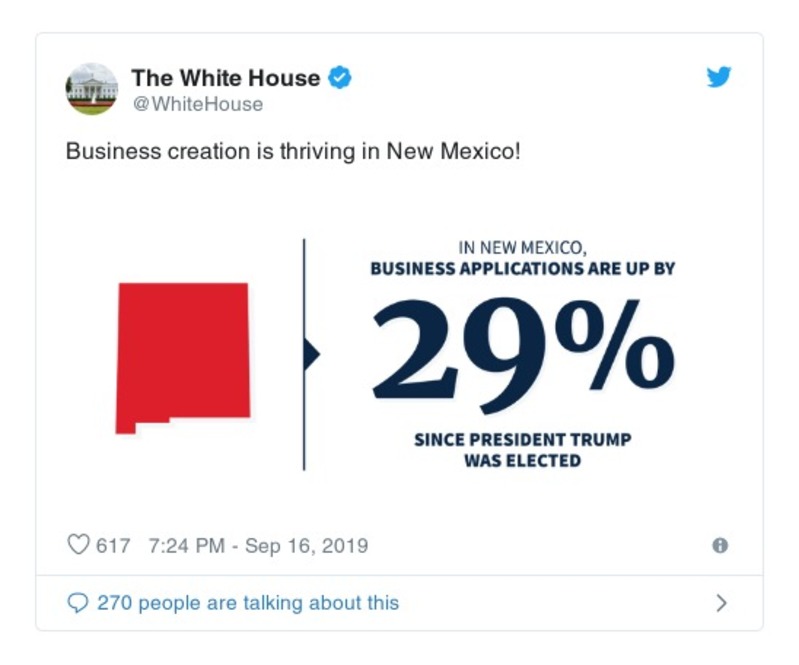 The White House
@WhiteHouse
Business creation is thriving in New Mexico!
IN NEW MEXICO,
BUSINESS APPLICATIONS ARE UP BY
29%
SINCE PRESIDENT TRUMP
WAS ELECTED
617 7:24 PM - Sep 16, 2019
270 people are talking about this